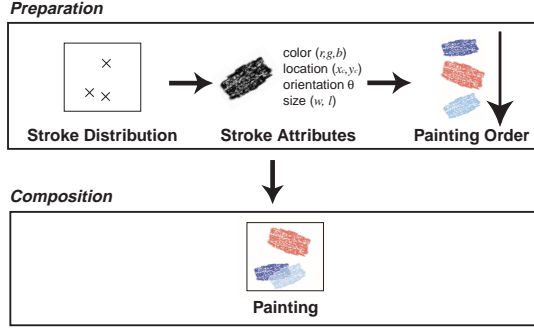 Preparation
color (r,g,b)
location (xc,yc)
orientation θ
size (w, l)
Stroke Distribution
Stroke Attributes
Painting Order
Composition
Painting